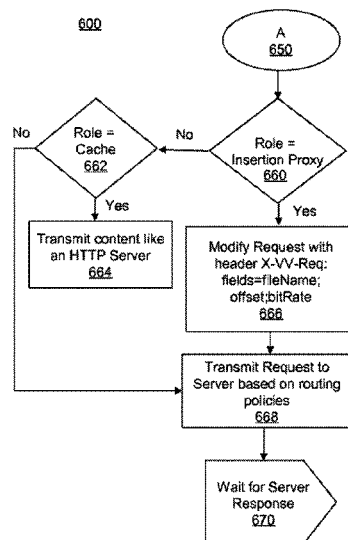 600
A
650
No
Role =
Cache
662
No
Role =
Insertion Proxy
660
Yes
Yes
Transmit content like
an HTTP Server
664
Modify Request with
header X-VV-Req:
fields=fileName;
offset;bitRate
666
Transmit Request to
Server based on routing
policies
668
Wait for Server
Response
670